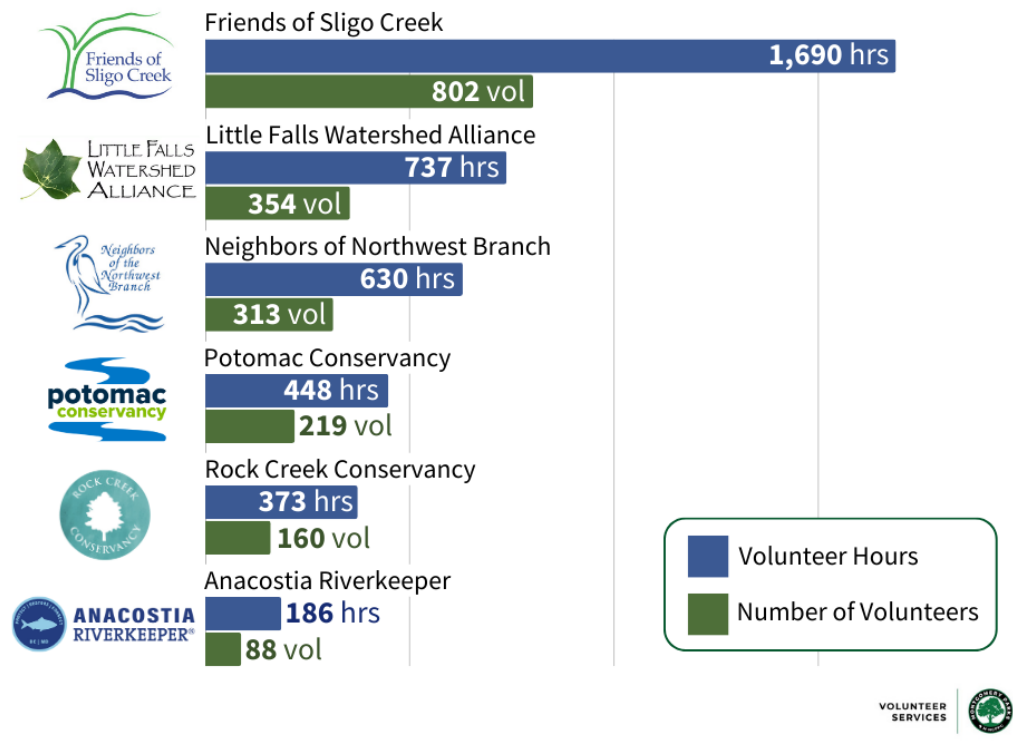 Friends of Sligo Creek
Friends of
Sligo Creek
1,690 hrs
802 vol
Little Falls Watershed Alliance
LITTLE FALLS
WATERSHED
ALLIANCE
737 hrs
354 vol
Neighbors of Northwest Branch
Neighbors
of the
Northwest
Branch
630 hrs
313 vol
Potomac Conservancy
potomac
conservancy
448 hrs
219 vol
Rock Creek Conservancy
ROCK CREEK
CONSERVANCY
373 hrs
160 vol
Anacostia Riverkeeper
ANACOSTIA
RIVERKEEPER®
186 hrs
88 vol
Volunteer Hours
Number of Volunteers
VOLUNTEER
SERVICES
MONTGOMERY PARKS